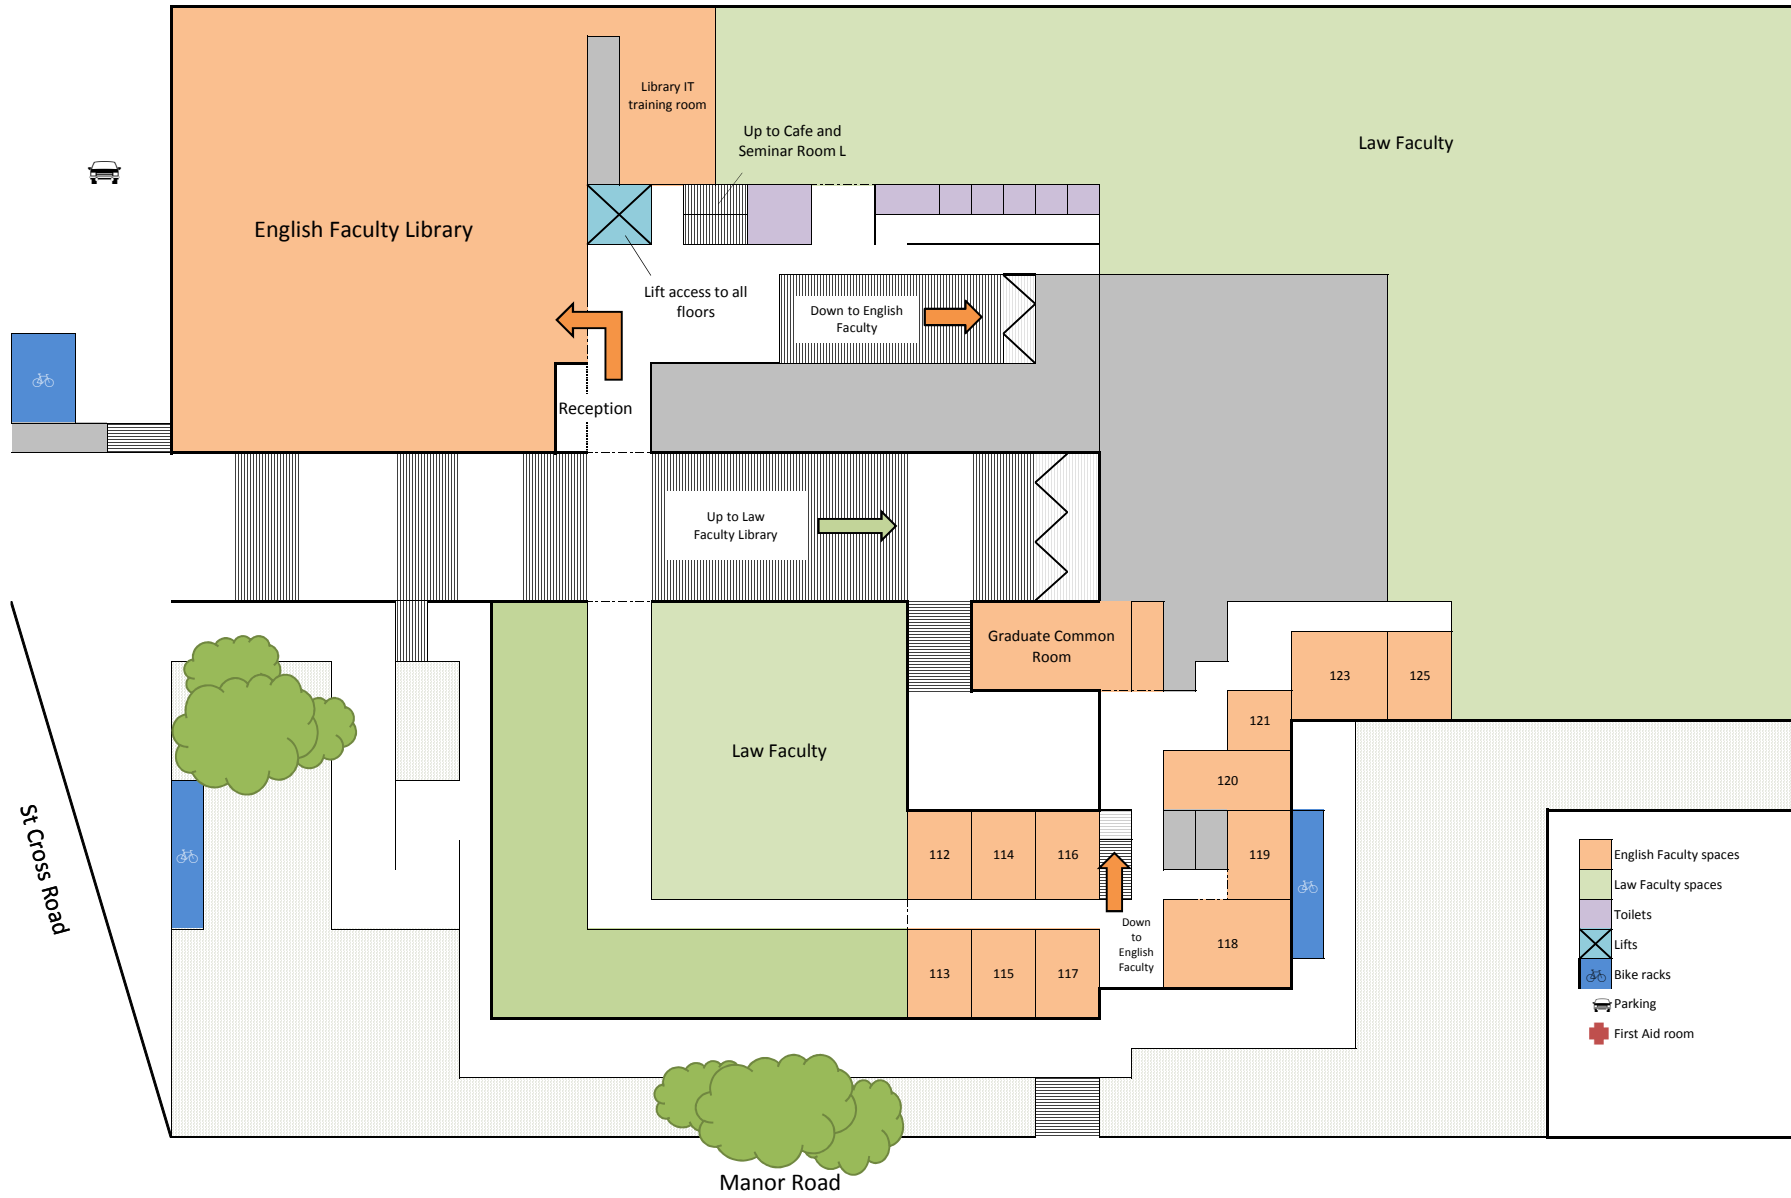 Library IT
training room
Up to Cafe and
Seminar Room L
Law Faculty
English Faculty Library
Lift access to all
floors
Down to English
Faculty
Reception
Up to Law
Faculty Library
Graduate Common
Room
123
125
121
Law Faculty
120
St Cross Road
112
114
116
119
Down
to
English
Faculty
118
113
115
117
English Faculty spaces
Law Faculty spaces
Toilets
Lifts
Bike racks
Parking
First Aid room
Manor Road